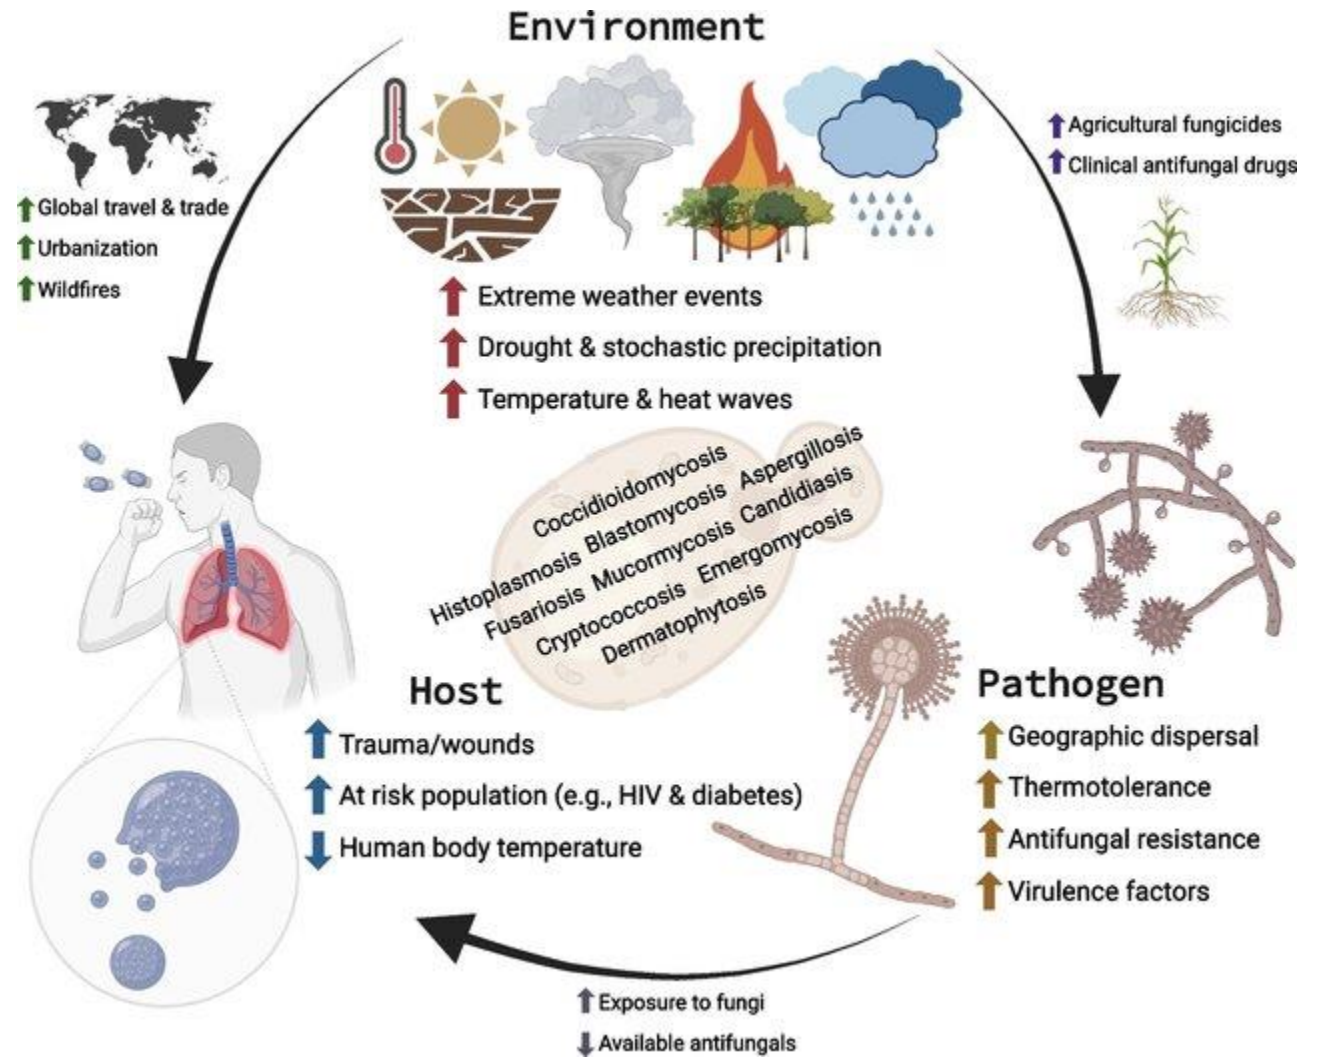 Environment
Global travel & trade
Urbanization
Wildfires
Agricultural fungicides
Clinical antifungal drugs
Extreme weather events
Drought & stochastic precipitation
Temperature & heat waves
Coccidioidomycosis
Histoplasmosis Blastomycosis Aspergillosis
Fusariosis Mucormycosis Candidiasis
Cryptococcosis Emergomycosis
Dermatophytosis
Host
Trauma/wounds
At risk population (e.g., HIV & diabetes)
Human body temperature
Pathogen
Geographic dispersal
Thermotolerance
Antifungal resistance
Virulence factors
Exposure to fungi
Available antifungals